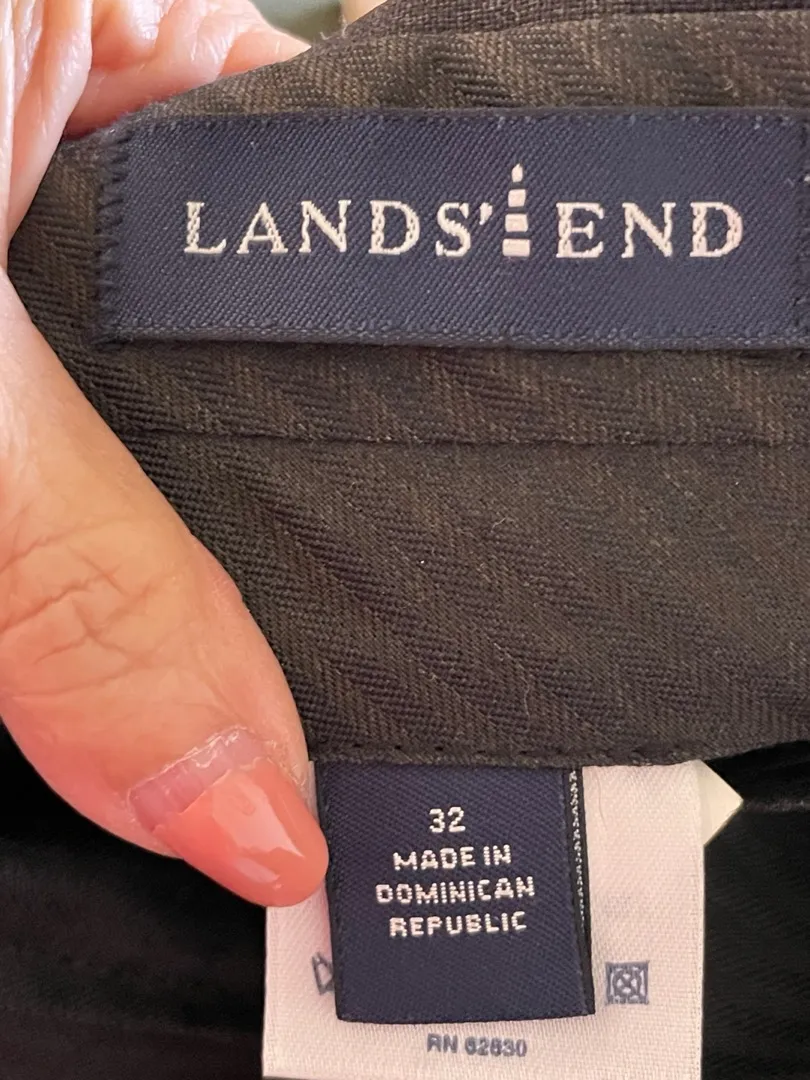 LANDS' END
32
MADE IN
DOMINICAN
REPUBLIC
RN 62830